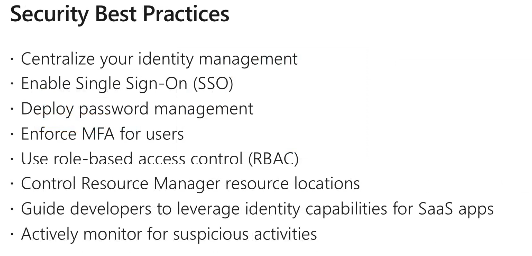 Security Best Practices
· Centralize your identity management
· Enable Single Sign-On (SSO)
· Deploy password management
· Enforce MFA for users
· Use role-based access control (RBAC)
· Control Resource Manager resource locations
· Guide developers to leverage identity capabilities for SaaS apps
· Actively monitor for suspicious activities